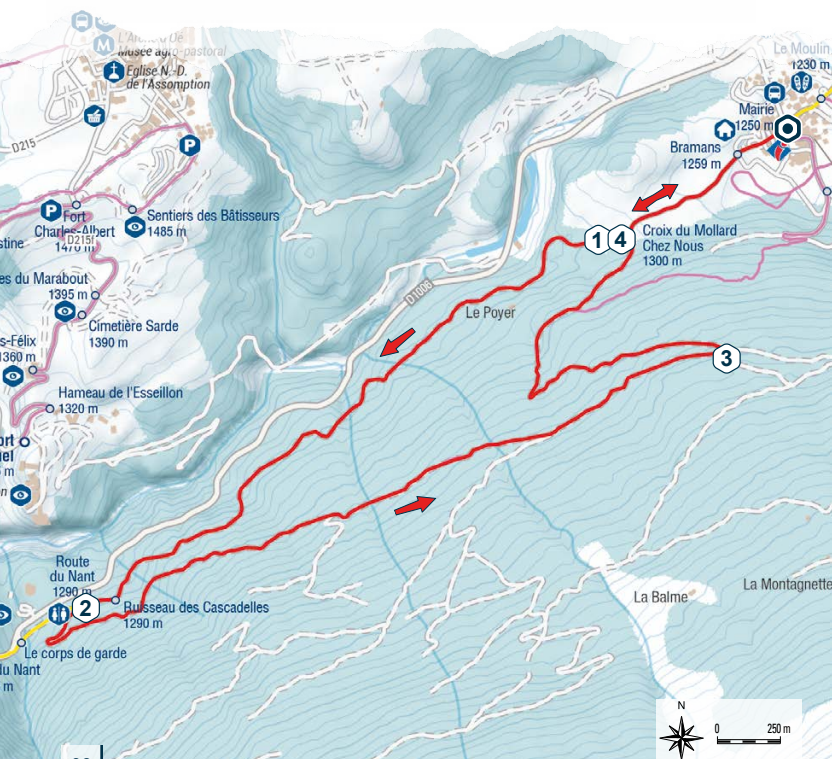 M
L'Arche d'Oé
Musée agro-pastoral
Eglise N.-D.
de l'Assomption
Le Moulin
1230 m
Mairie
1250 m
D215
P
Bramans
1259 m
P
Fort
Charles-Albert
1470 m
D215f
Sentiers des Bâtisseurs
1485 m
1 4
Croix du Mollard
Chez Nous
1300 m
stine
es du Marabout
1395 m
D1006
Le Poyer
Cimetière Sarde
1390 m
s-Félix
1360 m
3
Hameau de l'Esseillon
1320 m
ort
uel
m
n
Route
du Nant
1290 m
La Balme
La Montagnette
2
Ruisseau des Cascadelles
1290 m
Le corps de garde
du Nant
m
N
0 250 m